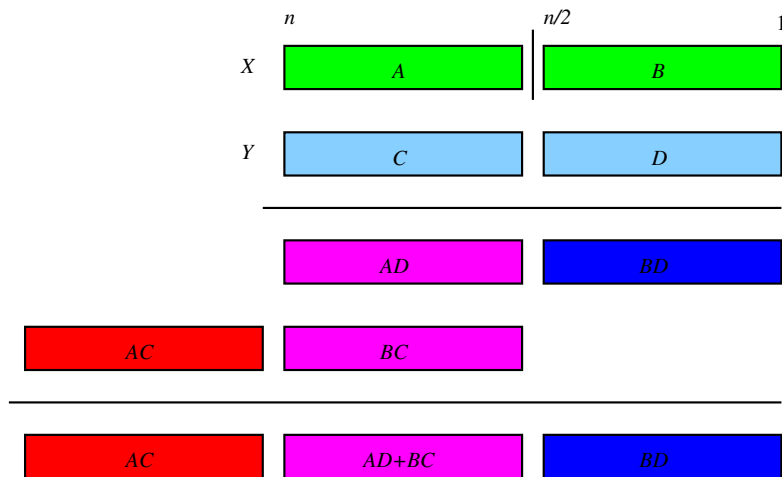 n n/2 1
X A B
Y C D
AD BD
AC BC
AC AD+BC BD